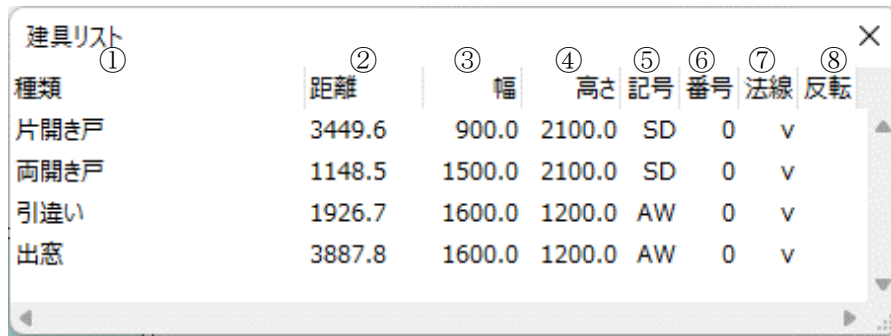 建具リスト
① ② ③ ④ ⑤ ⑥ ⑦ ⑧
種類 距離 幅 高さ 記号 番号 法線 反転
片開き戸 3449.6 900.0 2100.0 SD 0 v
両開き戸 1148.5 1500.0 2100.0 SD 0 v
引違い 1926.7 1600.0 1200.0 AW 0 v
出窓 3887.8 1600.0 1200.0 AW 0 v